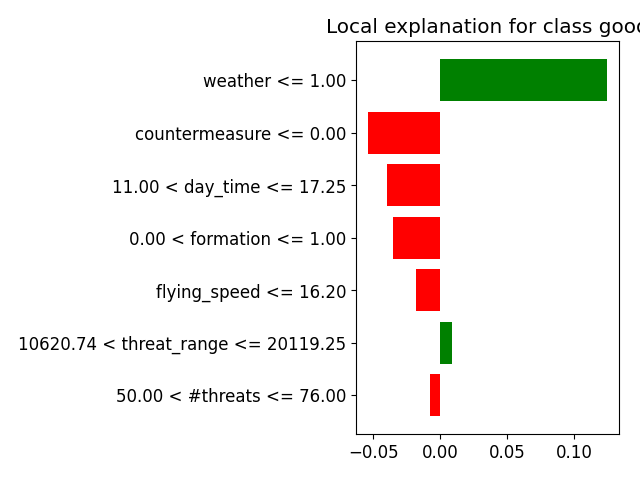 Local explanation for class good
weather <= 1.00
countermeasure <= 0.00
11.00 < day_time <= 17.25
0.00 < formation <= 1.00
flying_speed <= 16.20
10620.74 < threat_range <= 20119.25
50.00 < #threats <= 76.00
−0.05 0.00 0.05 0.10